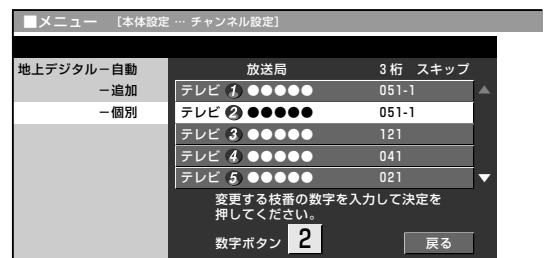 ■メニュー [本体設定 … チャンネル設定]
地上デジタルー自動 放送局 3桁 スキップ
ー追加 テレビ 1 ●●●●● 051-1
ー個別 テレビ 2 ●●●●● 051-1
テレビ 3 ●●●●● 121
テレビ 4 ●●●●● 041
テレビ 5 ●●●●● 021
変更する枝番の数字を入力して決定を
押してください。
数字ボタン 2 戻る